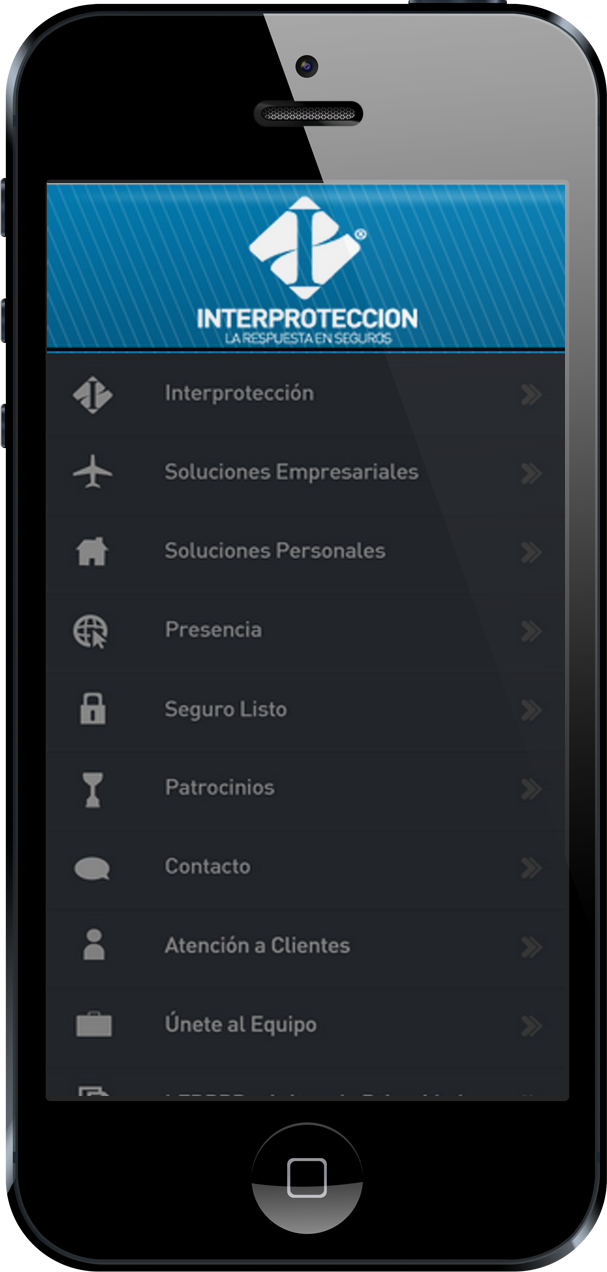 ®
INTERPROTECCION
LA RESPUESTA EN SEGUROS
Interprotección
Soluciones Empresariales
Soluciones Personales
Presencia
Seguro Listo
Patrocinios
Contacto
Atención a Clientes
Únete al Equipo